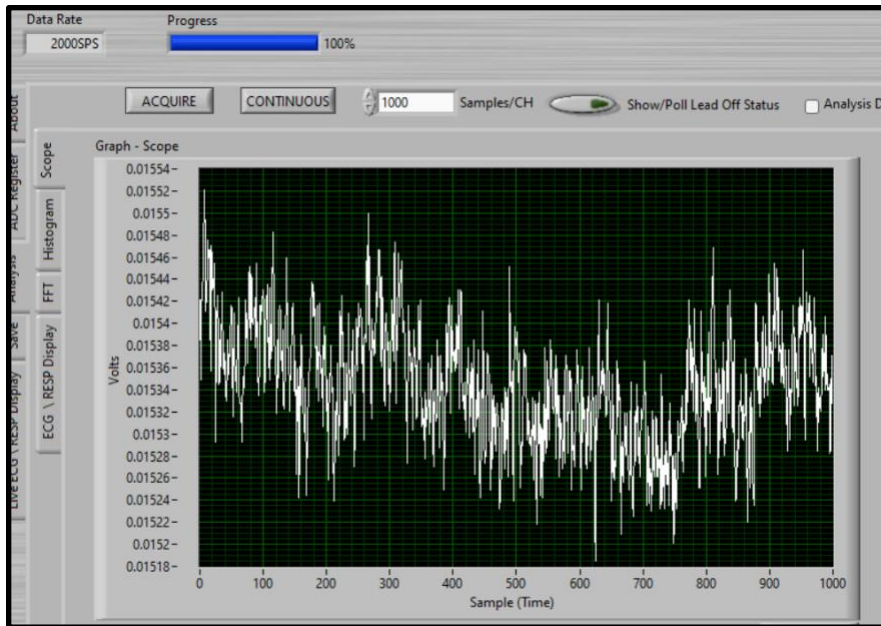 Data Rate
Progress
2000SPS
100%
ACQUIRE
CONTINUOUS
1000
Samples/CH
Show/Poll Lead Off Status
Analysis D
About
ADC Register
Analysis
Save
Live ECG \ RESP Display
Scope
Histogram
FFT
ECG \ RESP Display
Graph - Scope
Volts
0.01554
0.01552
0.0155
0.01548
0.01546
0.01544
0.01542
0.0154
0.01538
0.01536
0.01534
0.01532
0.0153
0.01528
0.01526
0.01524
0.01522
0.0152
0.01518
0 100 200 300 400 500 600 700 800 900 1000
Sample (Time)